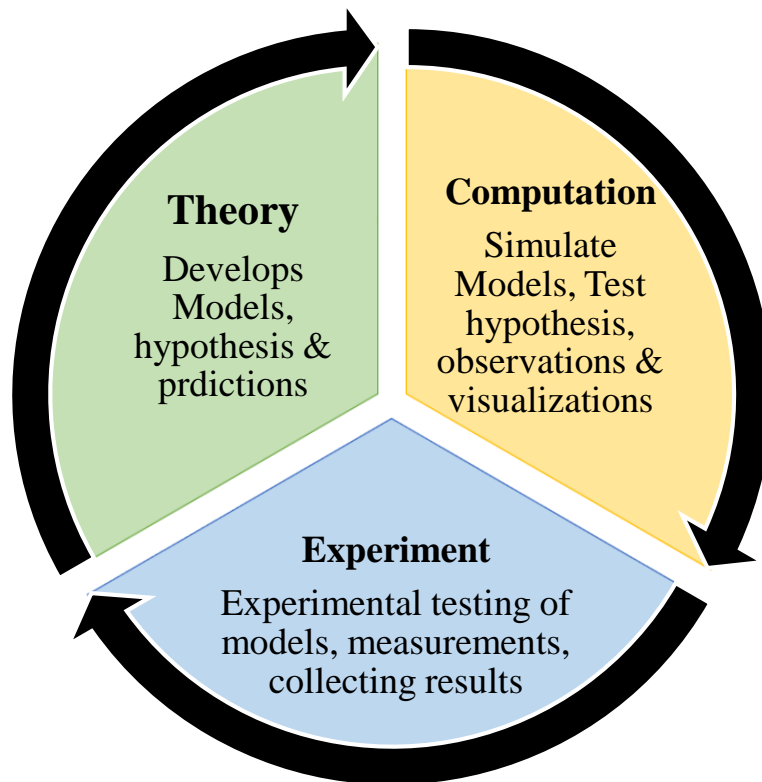 Theory
Develops
Models,
hypothesis &
prdictions
Computation
Simulate
Models, Test
hypothesis,
observations &
visualizations
Experiment
Experimental testing of
models, measurements,
collecting results